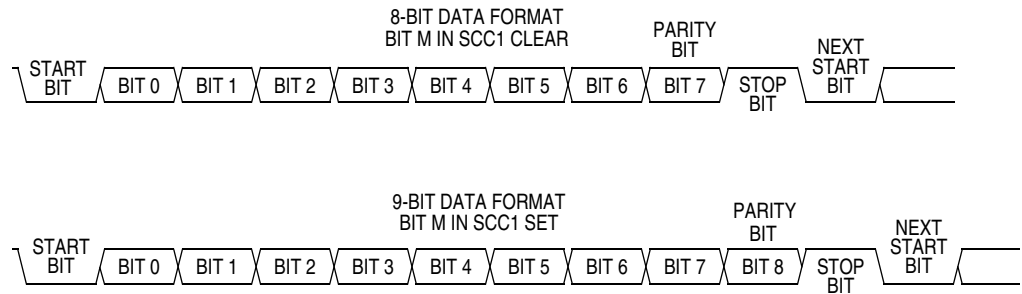 8-BIT DATA FORMAT
BIT M IN SCC1 CLEAR
PARITY
BIT
START
BIT
BIT 0
BIT 1
BIT 2
BIT 3
BIT 4
BIT 5
BIT 6
BIT 7
STOP
BIT
NEXT
START
BIT
9-BIT DATA FORMAT
BIT M IN SCC1 SET
PARITY
BIT
START
BIT
BIT 0
BIT 1
BIT 2
BIT 3
BIT 4
BIT 5
BIT 6
BIT 7
BIT 8
STOP
BIT
NEXT
START
BIT